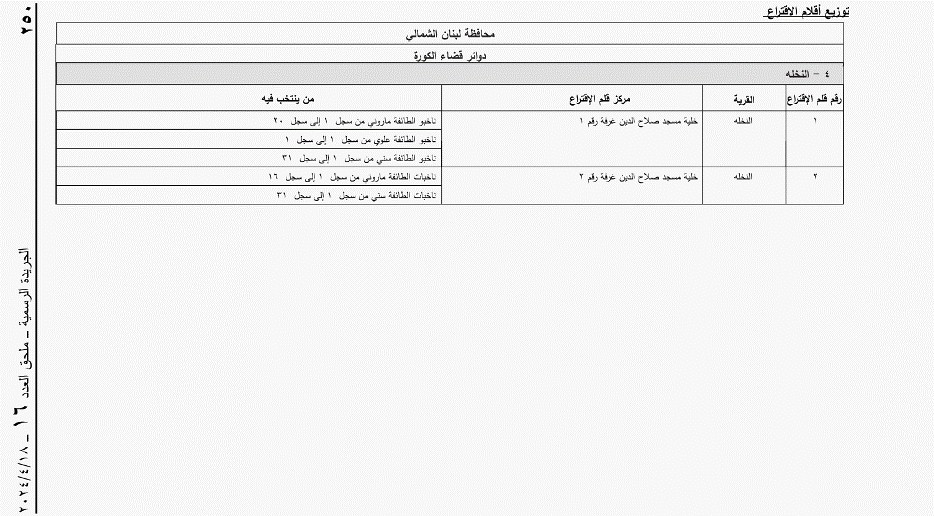 توزيع أقلام الاقتراع
محافظة لبنان الشمالي
دوائر قضاء الكورة
٤ - النخله
رقم قلم الإقتراع القرية مركز قلم الإقتراع من ينتخب فيه
١ النخله خلية مسجد صلاح الدين غرفة رقم ١ ناخبو الطائفة ماروني من سجل ١ إلى سجل ٢٠
ناخبو الطائفة علوي من سجل ١ إلى سجل ١
ناخبو الطائفة سني من سجل ١ إلى سجل ٣١
٢ النخله خلية مسجد صلاح الدين غرفة رقم ٢ ناخبات الطائفة ماروني من سجل ١ إلى سجل ١٦
ناخبات الطائفة سني من سجل ١ إلى سجل ٣١
٢٥٠
الجريدة الرسمية – ملحق العدد ١٦ – ٢٠٢٤/٤/١٨